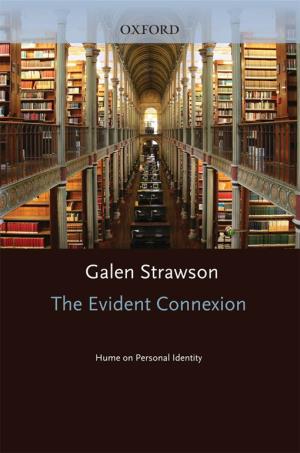 OXFORD
Galen Strawson
The Evident Connexion
Hume on Personal Identity